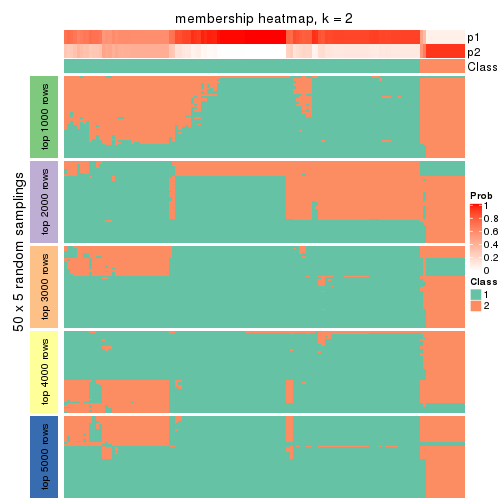 membership heatmap, k = 2
p1
p2
Class
50 x 5 random samplings
top 1000 rows
top 2000 rows
top 3000 rows
top 4000 rows
top 5000 rows
Prob
1
0.8
0.6
0.4
0.2
0
Class
1
2